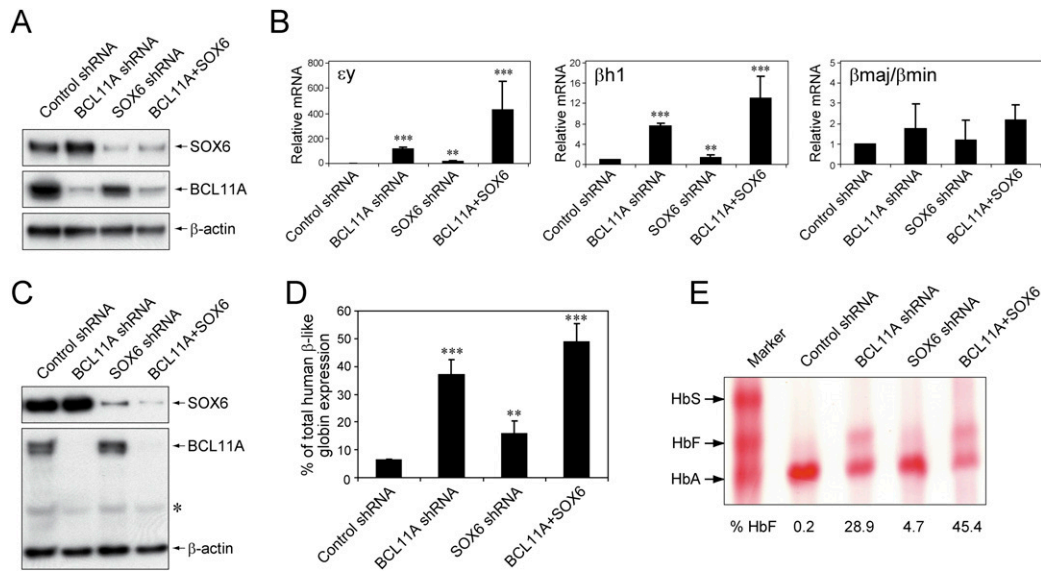 A
Control shRNA
BCL11A shRNA
SOX6 shRNA
BCL11A+SOX6
SOX6
BCL11A
β-actin
B
εy
Relative mRNA
800
600
400
200
0
***
**
***
Control shRNA
BCL11A shRNA
SOX6 shRNA
BCL11A+SOX6
βh1
Relative mRNA
20
16
12
8
4
0
***
**
***
Control shRNA
BCL11A shRNA
SOX6 shRNA
BCL11A+SOX6
βmaj/βmin
Relative mRNA
5
4
3
2
1
0
Control shRNA
BCL11A shRNA
SOX6 shRNA
BCL11A+SOX6
C
Control shRNA
BCL11A shRNA
SOX6 shRNA
BCL11A+SOX6
SOX6
BCL11A
*
β-actin
D
% of total human β-like
globin expression
60
50
40
30
20
10
0
***
**
***
Control shRNA
BCL11A shRNA
SOX6 shRNA
BCL11A+SOX6
E
Marker
Control shRNA
BCL11A shRNA
SOX6 shRNA
BCL11A+SOX6
HbS
HbF
HbA
% HbF 0.2 28.9 4.7 45.4